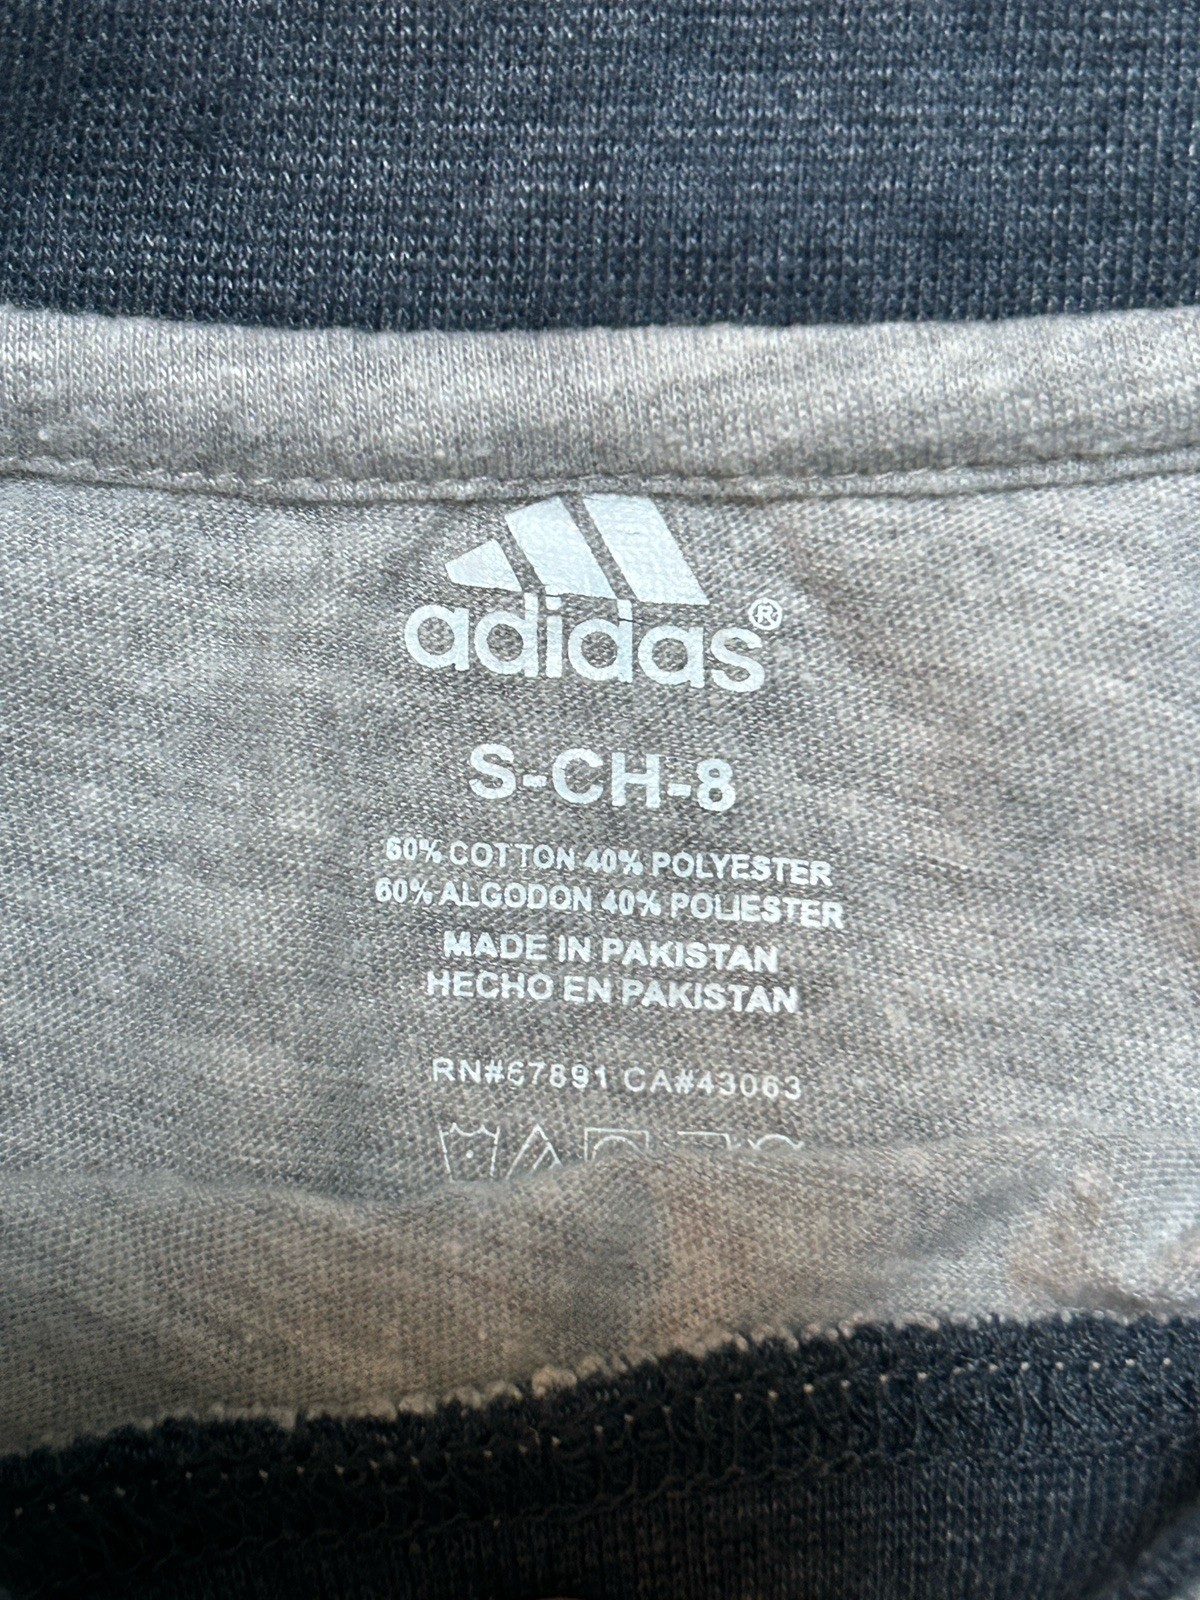 adidas®
S-CH-8
60% COTTON 40% POLYESTER
60% ALGODON 40% POLIESTER
MADE IN PAKISTAN
HECHO EN PAKISTAN
RN#67891 CA#43063